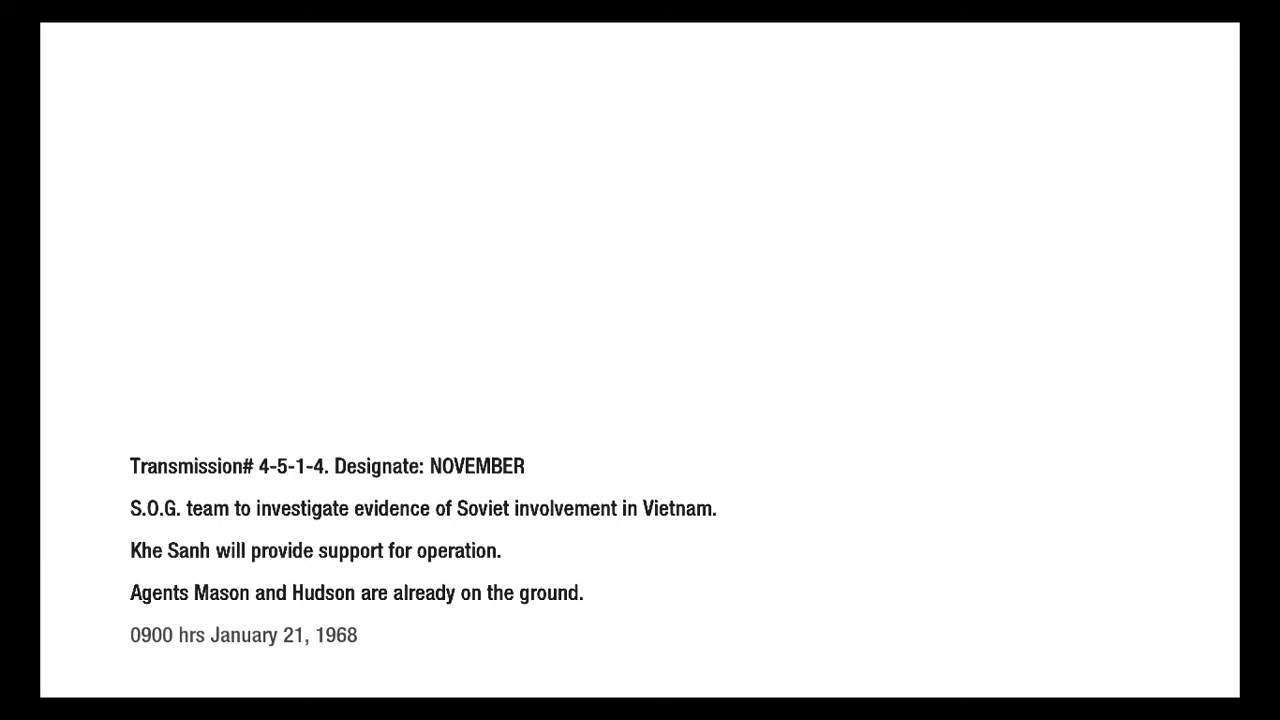 Transmission# 4-5-1-4. Designate: NOVEMBER
S.O.G. team to investigate evidence of Soviet involvement in Vietnam.
Khe Sanh will provide support for operation.
Agents Mason and Hudson are already on the ground.
0900 hrs January 21, 1968